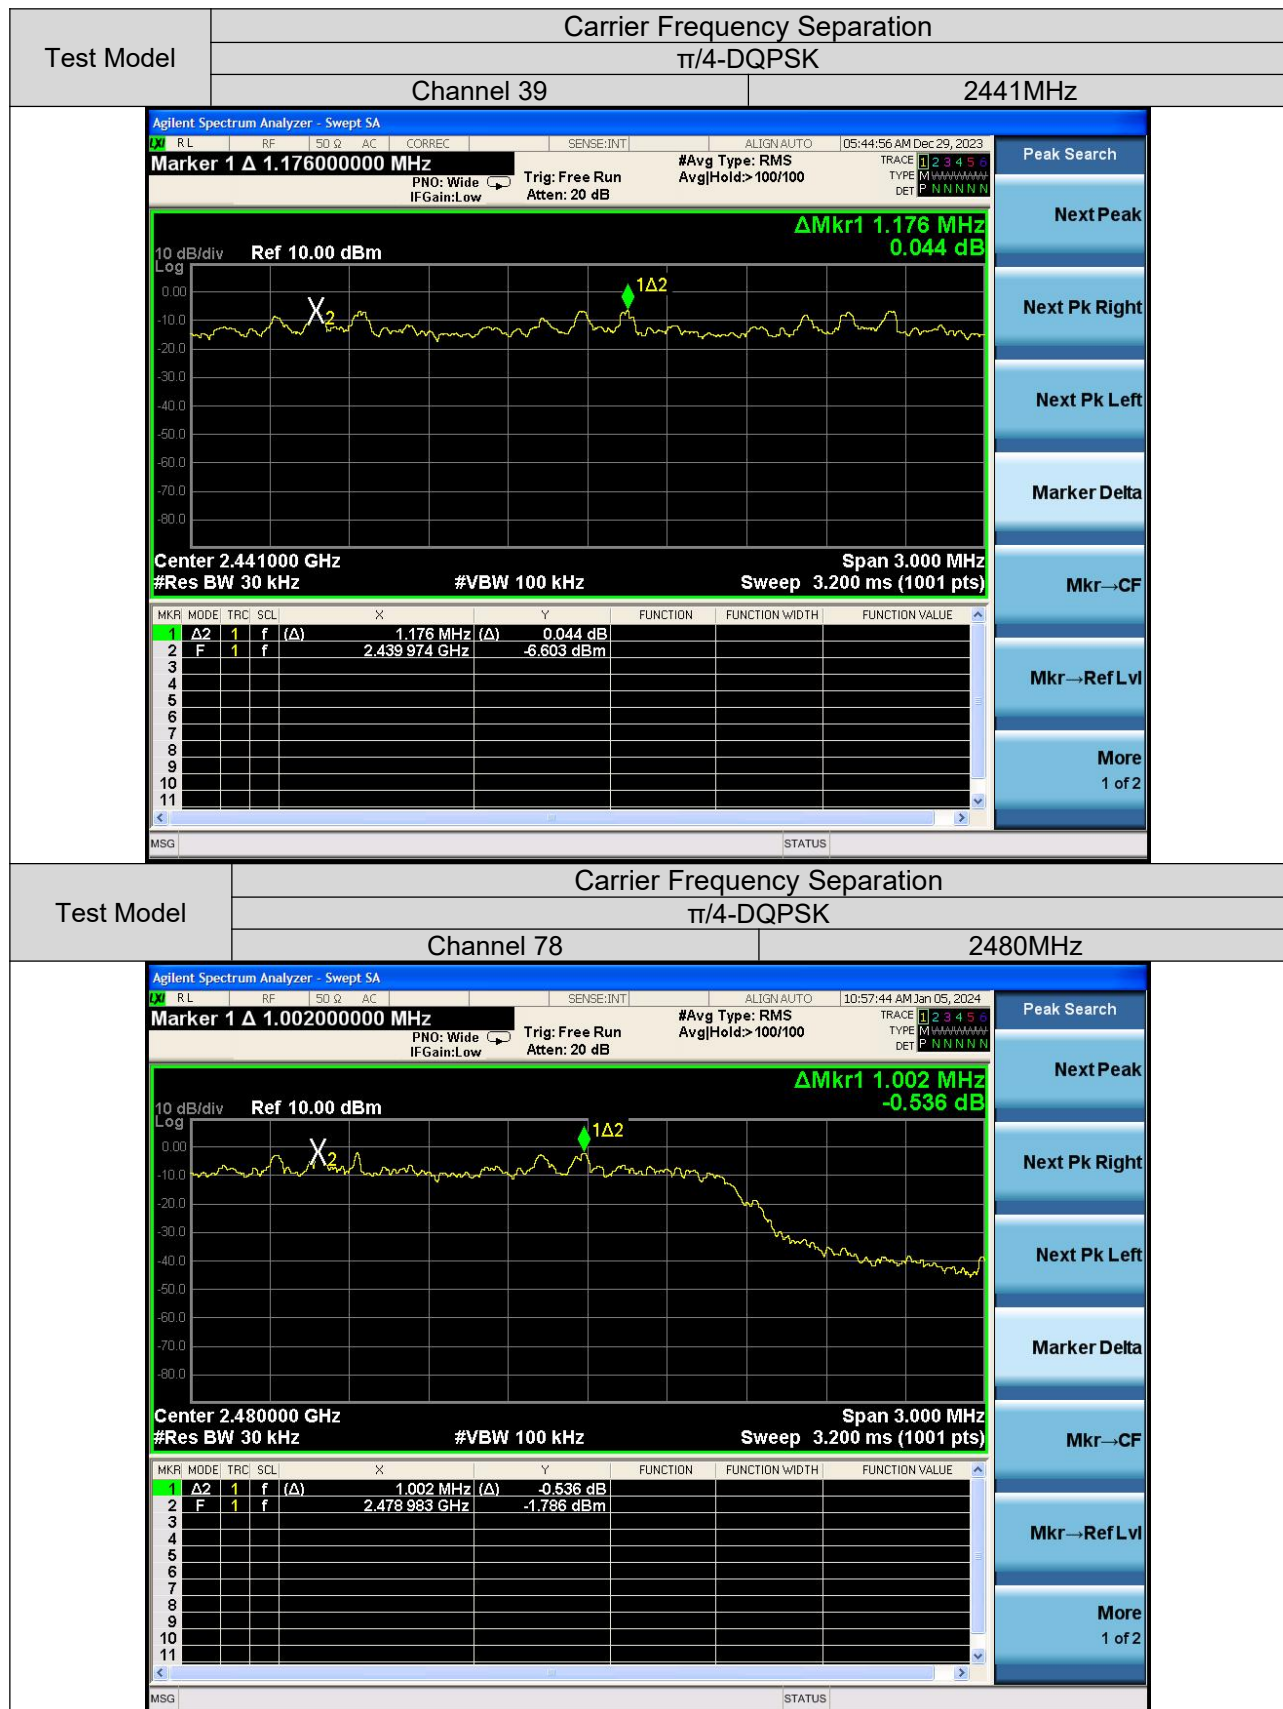 Test Model
Carrier Frequency Separation
π/4-DQPSK
Channel 39 2441MHz
Agilent Spectrum Analyzer - Swept SA
LXI RL RF 50 Ω AC CORREC SENSE:INT ALIGN AUTO 05:44:56 AM Dec 29, 2023
Marker 1 Δ 1.176000000 MHz
PNO: Wide
IFGain:Low
Trig: Free Run
Atten: 20 dB
#Avg Type: RMS
Avg|Hold:>100/100
TRACE 1 2 3 4 5 6
TYPE M
DET P N N N N N
ΔMkr1 1.176 MHz
0.044 dB
10 dB/div Ref 10.00 dBm
Log
0.00
-10.0
-20.0
-30.0
-40.0
-50.0
-60.0
-70.0
-80.0
X2
1Δ2
Center 2.441000 GHz Span 3.000 MHz
#Res BW 30 kHz #VBW 100 kHz Sweep 3.200 ms (1001 pts)
MKR MODE TRC SCL X Y FUNCTION FUNCTION WIDTH FUNCTION VALUE
1 Δ2 1 f (Δ) 1.176 MHz (Δ) 0.044 dB
2 F 1 f 2.439 974 GHz -6.603 dBm
3
4
5
6
7
8
9
10
11
MSG STATUS
Peak Search
Next Peak
Next Pk Right
Next Pk Left
Marker Delta
Mkr→CF
Mkr→Ref Lvl
More
1 of 2
Test Model
Carrier Frequency Separation
π/4-DQPSK
Channel 78 2480MHz
Agilent Spectrum Analyzer - Swept SA
LXI RL RF 50 Ω AC SENSE:INT ALIGN AUTO 10:57:44 AM Jan 05, 2024
Marker 1 Δ 1.002000000 MHz
PNO: Wide
IFGain:Low
Trig: Free Run
Atten: 20 dB
#Avg Type: RMS
Avg|Hold:>100/100
TRACE 1 2 3 4 5 6
TYPE M
DET P N N N N N
ΔMkr1 1.002 MHz
-0.536 dB
10 dB/div Ref 10.00 dBm
Log
0.00
-10.0
-20.0
-30.0
-40.0
-50.0
-60.0
-70.0
-80.0
X2
1Δ2
Center 2.480000 GHz Span 3.000 MHz
#Res BW 30 kHz #VBW 100 kHz Sweep 3.200 ms (1001 pts)
MKR MODE TRC SCL X Y FUNCTION FUNCTION WIDTH FUNCTION VALUE
1 Δ2 1 f (Δ) 1.002 MHz (Δ) -0.536 dB
2 F 1 f 2.478 983 GHz -1.786 dBm
3
4
5
6
7
8
9
10
11
MSG STATUS
Peak Search
Next Peak
Next Pk Right
Next Pk Left
Marker Delta
Mkr→CF
Mkr→Ref Lvl
More
1 of 2